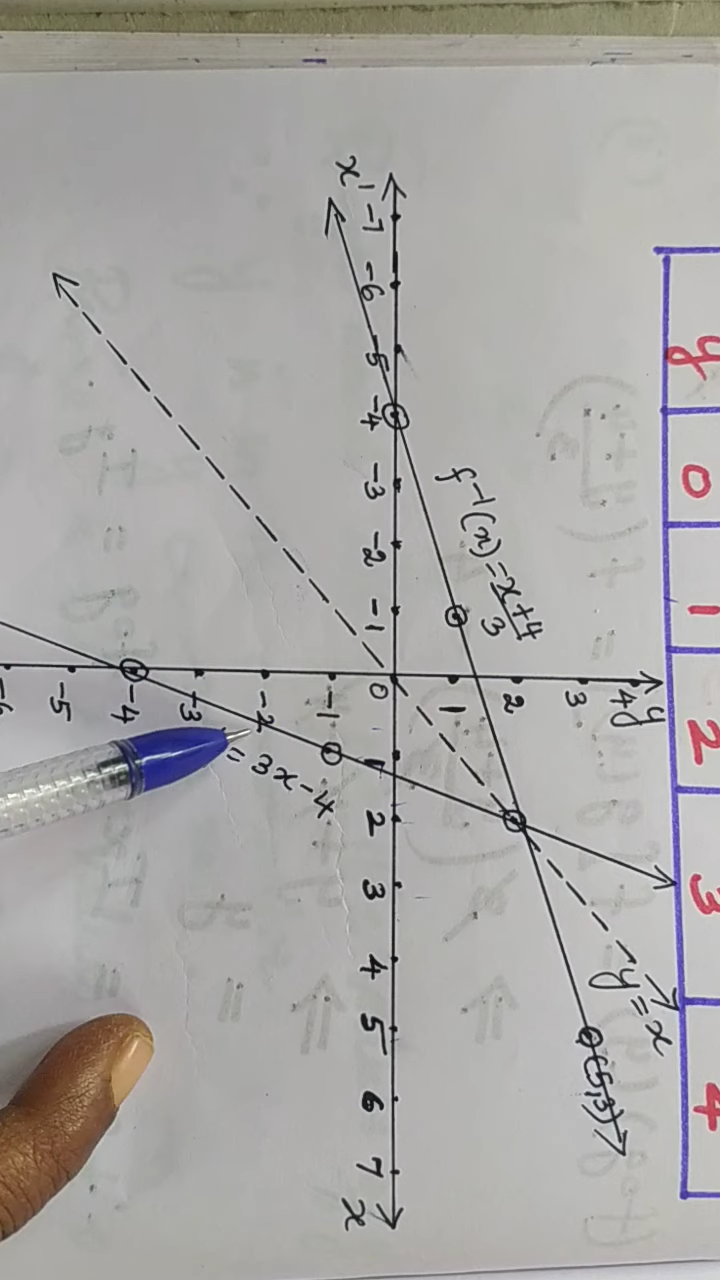 y 0 1 2 3 4
y
4
3
2
1
f⁻¹(x) = x+4/3
y = x
(5,3)
x' -7 -6 -5 -4 -3 -2 -1 0 1 2 3 4 5 6 7 x
-1
-2
-3
-4
-5
-6
= 3x-4